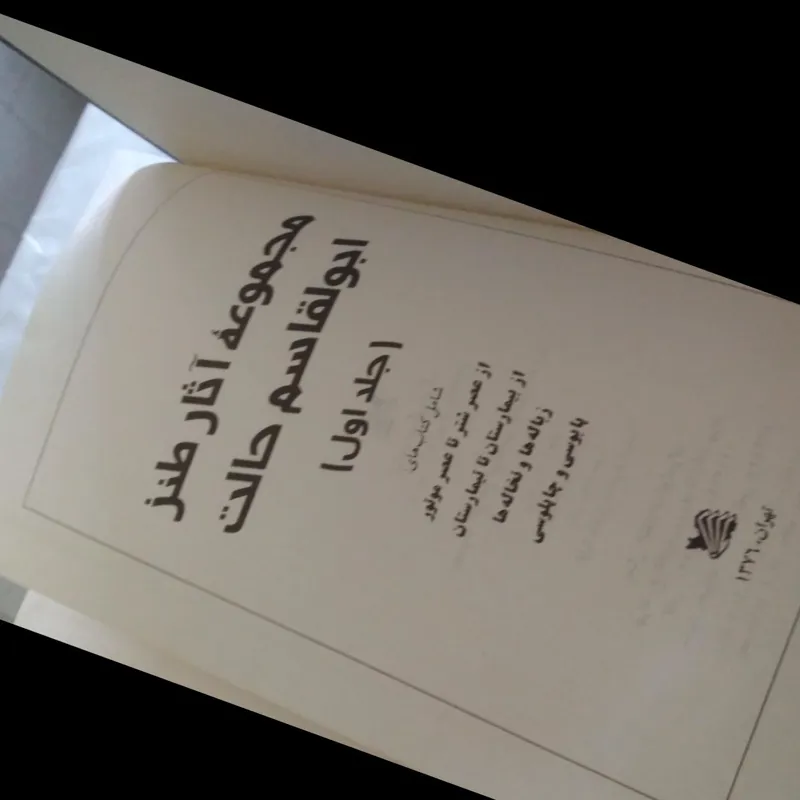 مجموعهٔ آثار طنز
ابولقاسم حالت
(جلد اول)
شامل کتاب‌های
از عصر شتر تا عصر موتور
از بیمارستان تا تیمارستان
زباله‌ها و نخاله‌ها
پابوسی و چاپلوسی
تهران، ۱۳۷۶